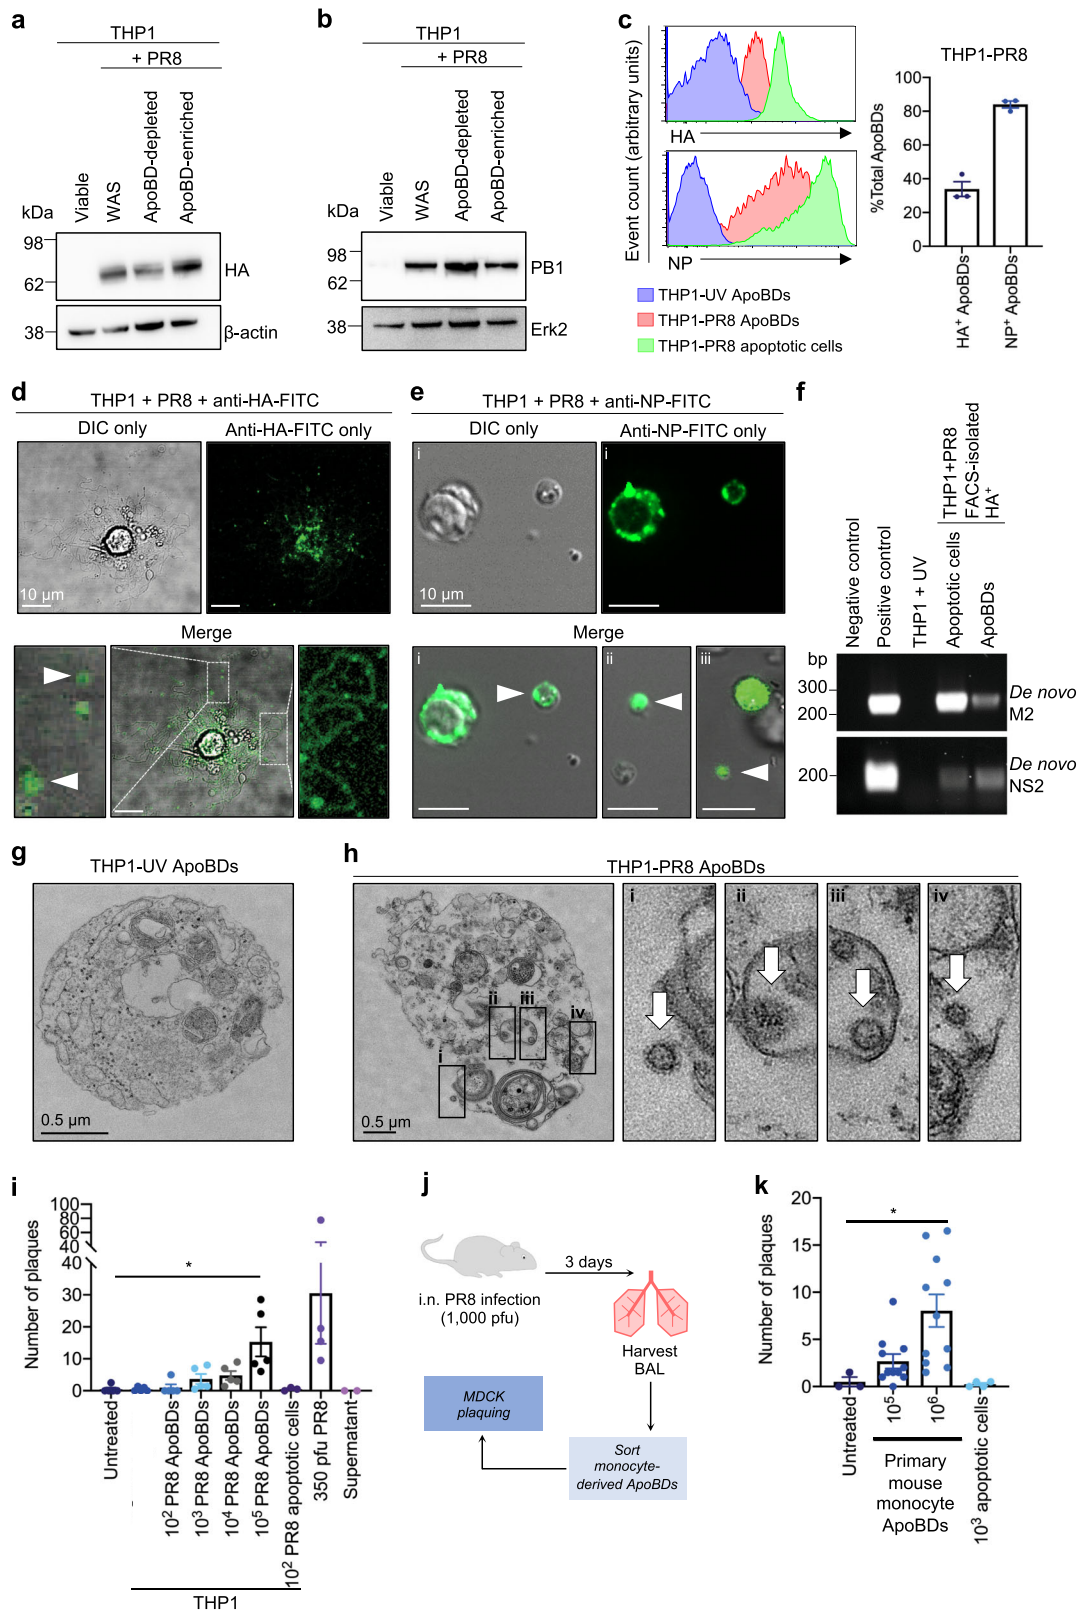 a
THP1
+ PR8
Viable
WAS
ApoBD-depleted
ApoBD-enriched
kDa
98
62
HA
38
β-actin
b
THP1
+ PR8
Viable
WAS
ApoBD-depleted
ApoBD-enriched
kDa
98
62
PB1
38
Erk2
c
Event count (arbitrary units)
HA
NP
THP1-UV ApoBDs
THP1-PR8 ApoBDs
THP1-PR8 apoptotic cells
THP1-PR8
%Total ApoBDs
100
80
60
40
20
0
HA⁺ ApoBDs
NP⁺ ApoBDs
d
THP1 + PR8 + anti-HA-FITC
DIC only
Anti-HA-FITC only
10 µm
Merge
e
THP1 + PR8 + anti-NP-FITC
DIC only
Anti-NP-FITC only
i
i
10 µm
Merge
i
ii
iii
f
Negative control
Positive control
THP1 + UV
THP1+PR8
FACS-isolated
HA⁺
Apoptotic cells
ApoBDs
bp
300
200
De novo
M2
200
De novo
NS2
g
THP1-UV ApoBDs
0.5 µm
h
THP1-PR8 ApoBDs
i
ii
iii
iv
0.5 µm
i
ii
iii
iv
i
Number of plaques
100
80
60
40
40
30
20
10
0
*
Untreated
10² PR8 ApoBDs
10³ PR8 ApoBDs
10⁴ PR8 ApoBDs
10⁵ PR8 ApoBDs
10² PR8 apoptotic cells
350 pfu PR8
Supernatant
THP1
j
3 days
i.n. PR8 infection
(1,000 pfu)
Harvest
BAL
MDCK
plaquing
Sort
monocyte-
derived ApoBDs
k
Number of plaques
20
15
10
5
0
*
Untreated
10⁵
10⁶
10³ apoptotic cells
Primary
mouse
monocyte
ApoBDs